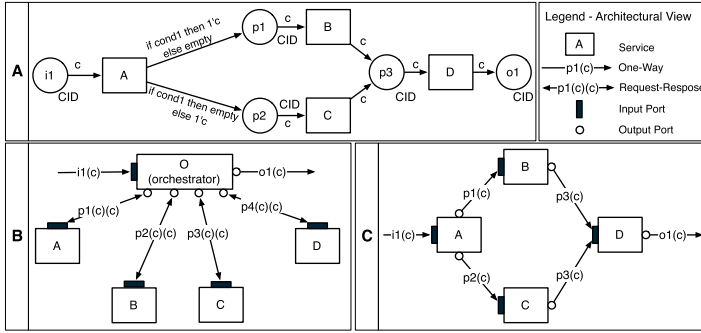 A
i1
c
CID
A
if cond1 then 1'c
else empty
if cond1 then empty
else 1'c
p1
CID
c
B
c
p2
CID
c
C
c
p3
CID
c
D
c
o1
CID
Legend - Architectural View
A
Service
p1(c)
One-Way
p1(c)(c)
Request-Respose
Input Port
Output Port
B
i1(c)
O
(orchestrator)
o1(c)
p1(c)(c)
p2(c)(c)
p3(c)(c)
p4(c)(c)
A
B
C
D
C
i1(c)
A
p1(c)
B
p3(c)
p2(c)
C
p3(c)
D
o1(c)